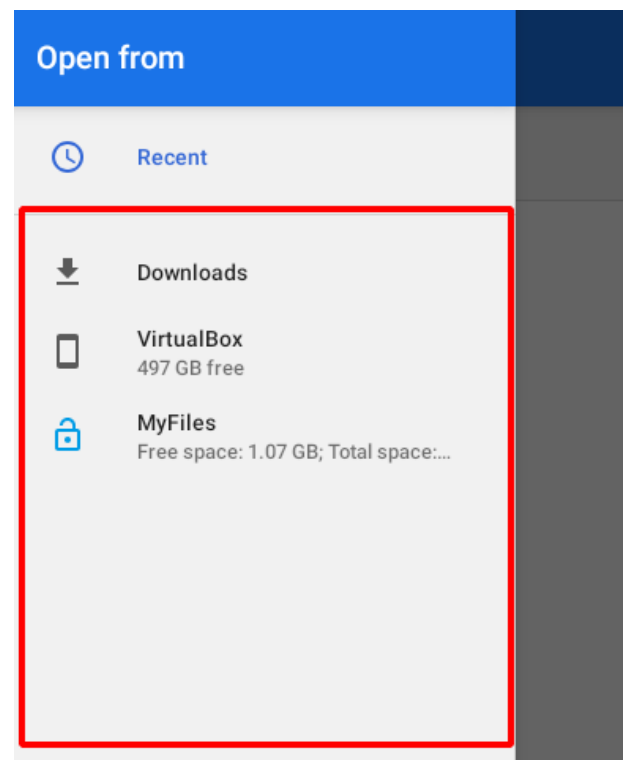 Open from
Recent
Downloads
VirtualBox
497 GB free
MyFiles
Free space: 1.07 GB; Total space:...